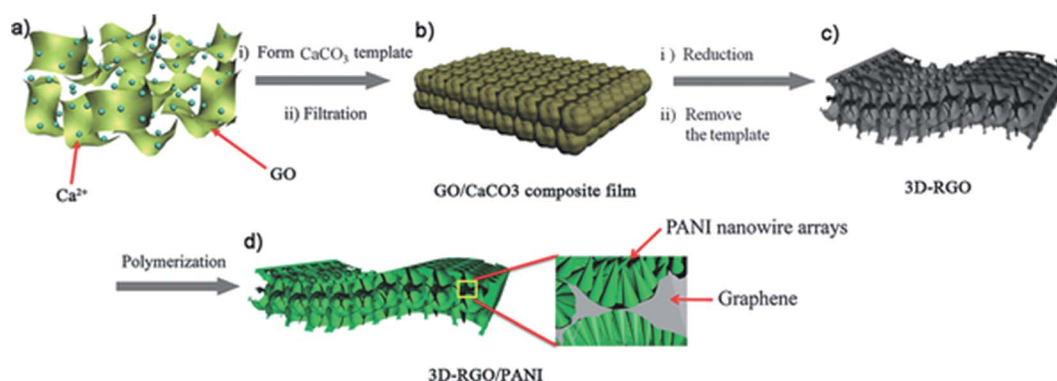 a)
i) Form CaCO₃ template
ii) Filtration
Ca²⁺
GO
b)
GO/CaCO3 composite film
i ) Reduction
ii) Remove
the template
c)
3D-RGO
Polymerization
d)
3D-RGO/PANI
PANI nanowire arrays
Graphene